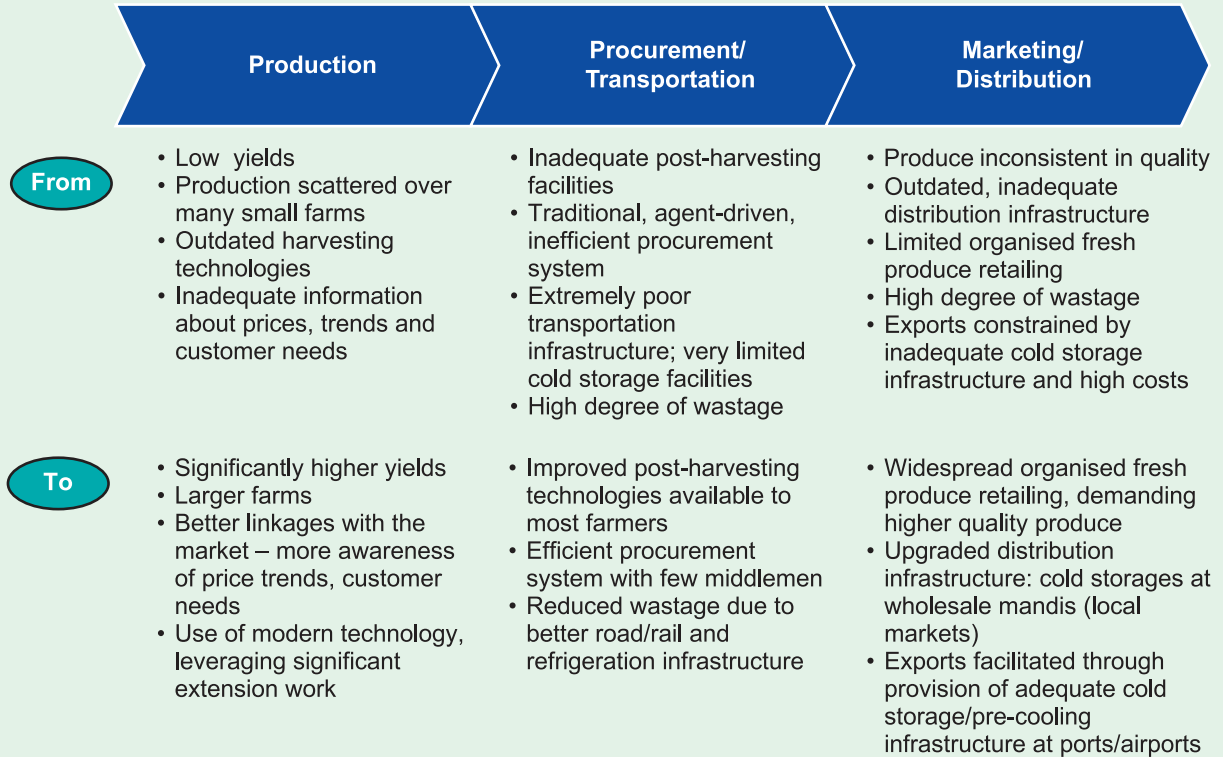 Production
Procurement/
Transportation
Marketing/
Distribution
From
• Low yields
• Production scattered over
many small farms
• Outdated harvesting
technologies
• Inadequate information
about prices, trends and
customer needs
• Inadequate post-harvesting
facilities
• Traditional, agent-driven,
inefficient procurement
system
• Extremely poor
transportation
infrastructure; very limited
cold storage facilities
• High degree of wastage
• Produce inconsistent in quality
• Outdated, inadequate
distribution infrastructure
• Limited organised fresh
produce retailing
• High degree of wastage
• Exports constrained by
inadequate cold storage
infrastructure and high costs
To
• Significantly higher yields
• Larger farms
• Better linkages with the
market – more awareness
of price trends, customer
needs
• Use of modern technology,
leveraging significant
extension work
• Improved post-harvesting
technologies available to
most farmers
• Efficient procurement
system with few middlemen
• Reduced wastage due to
better road/rail and
refrigeration infrastructure
• Widespread organised fresh
produce retailing, demanding
higher quality produce
• Upgraded distribution
infrastructure: cold storages at
wholesale mandis (local
markets)
• Exports facilitated through
provision of adequate cold
storage/pre-cooling
infrastructure at ports/airports